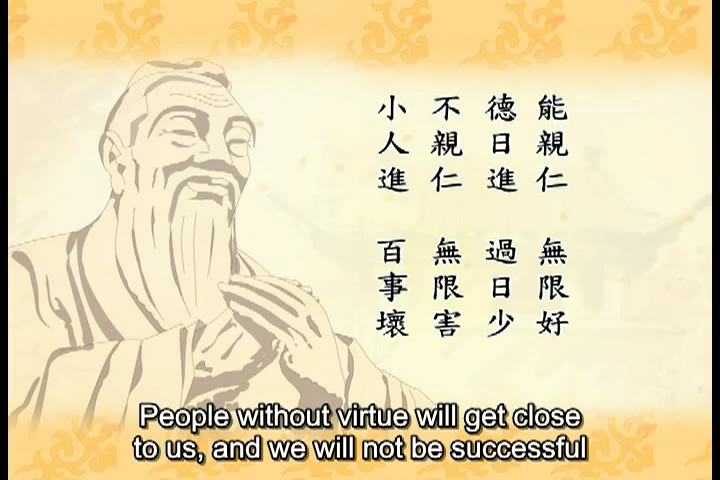 能親仁 無限好
德日進 過日少
不親仁 無限害
小人進 百事壞
People without virtue will get close
to us, and we will not be successful